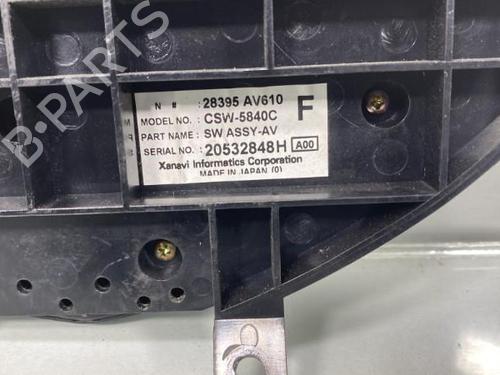 B-PARTS
N #: 28395 AV610
MODEL NO.: CSW-5840C F
PART NAME: SW ASSY-AV
SERIAL NO.: 20532848H A00
Xanavi Informatics Corporation
MADE IN JAPAN (O)